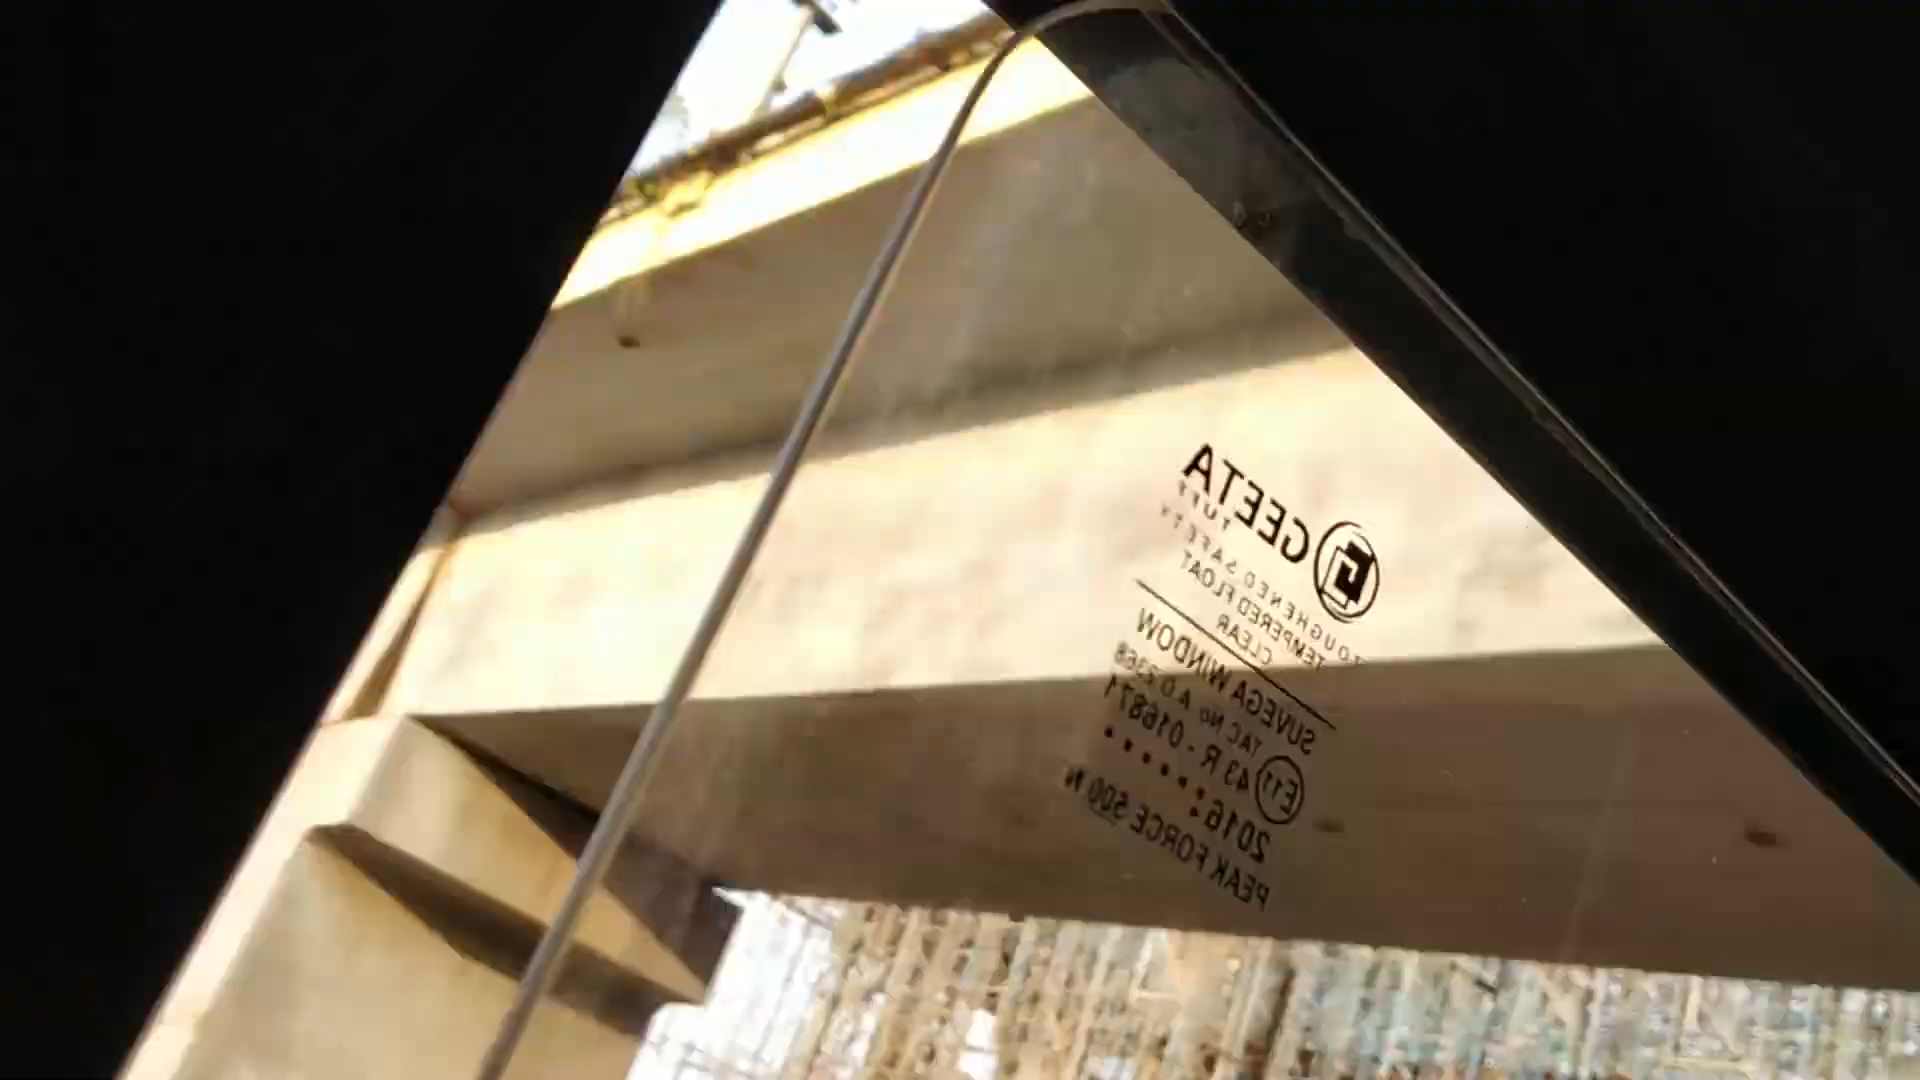 GEETA
TUFF
TOUGHENED SAFETY
TEMPERED FLOAT
CLEAR
SUVEGA WINDOW
TAC No A.D.2368
E11 43 R - 016871
2016
PEAK FORCE 500 N